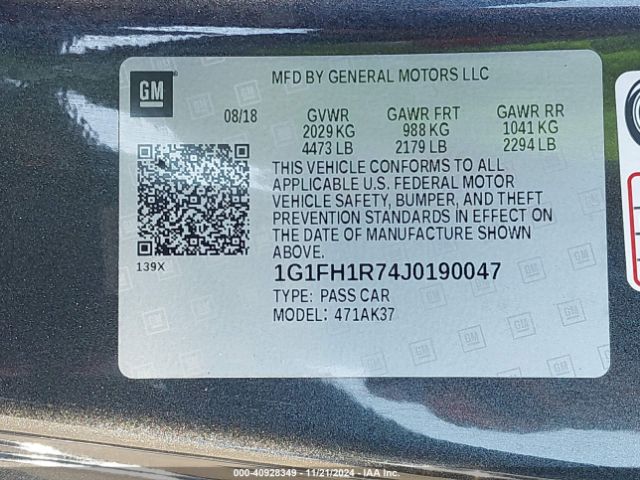 GM
MFD BY GENERAL MOTORS LLC
08/18 GVWR GAWR FRT GAWR RR
2029 KG 988 KG 1041 KG
4473 LB 2179 LB 2294 LB
THIS VEHICLE CONFORMS TO ALL
APPLICABLE U.S. FEDERAL MOTOR
VEHICLE SAFETY, BUMPER, AND THEFT
PREVENTION STANDARDS IN EFFECT ON
THE DATE OF MANUFACTURE SHOWN
ABOVE.
139X
1G1FH1R74J0190047
TYPE: PASS CAR
MODEL: 471AK37
000-40928349 - 11/21/2024 - IAA Inc.